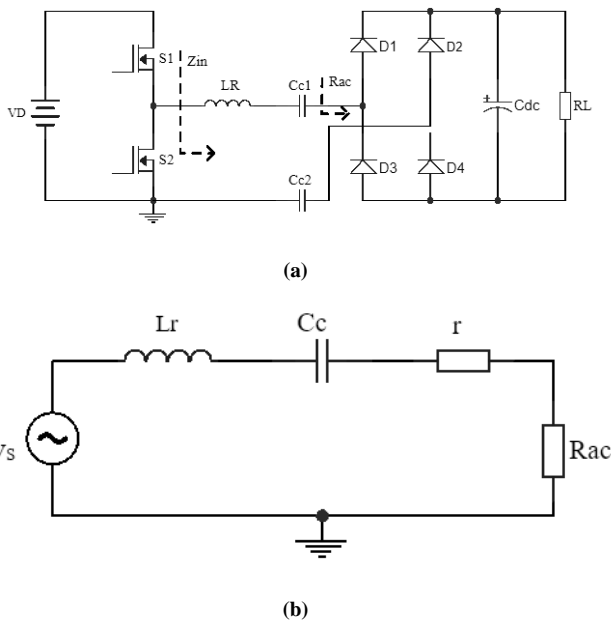 S1
Zin
D1
D2
LR
Cc1
Rac
VD
+
Cdc
RL
S2
Cc2
D3
D4
(a)
Lr
Cc
r
Vs
Rac
(b)